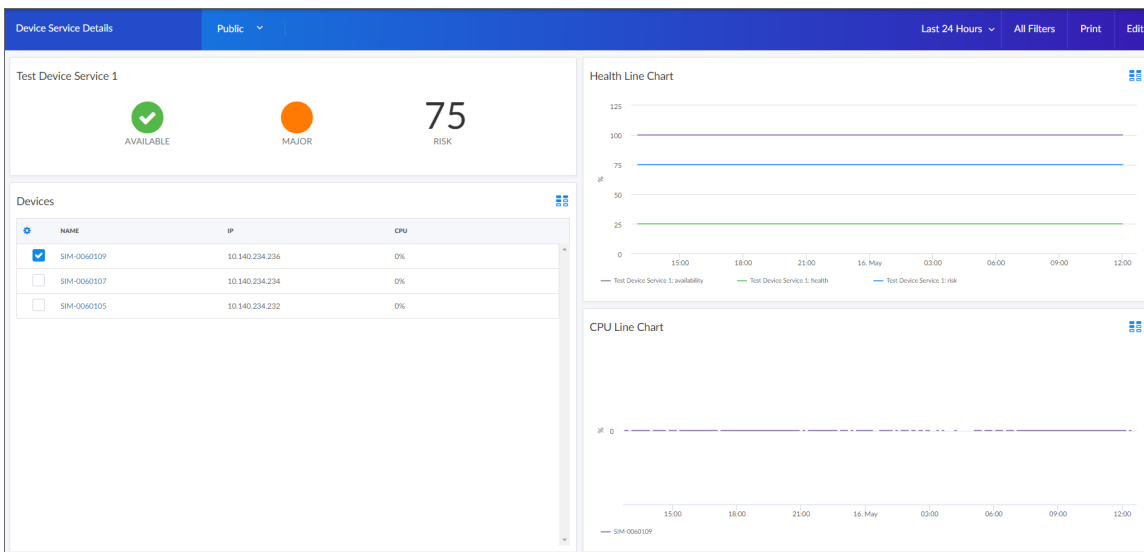 Device Service Details Public Last 24 Hours All Filters Print Edit
Test Device Service 1
AVAILABLE MAJOR 75 RISK
Devices
NAME IP CPU
SIM-0060109 10.140.234.236 0%
SIM-0060107 10.140.234.234 0%
SIM-0060105 10.140.234.232 0%
Health Line Chart
125
100
75
%
50
25
0
15:00 18:00 21:00 16. May 03:00 06:00 09:00 12:00
Test Device Service 1: availability Test Device Service 1: health Test Device Service 1: risk
CPU Line Chart
% 0
15:00 18:00 21:00 16. May 03:00 06:00 09:00 12:00
SIM-0060109